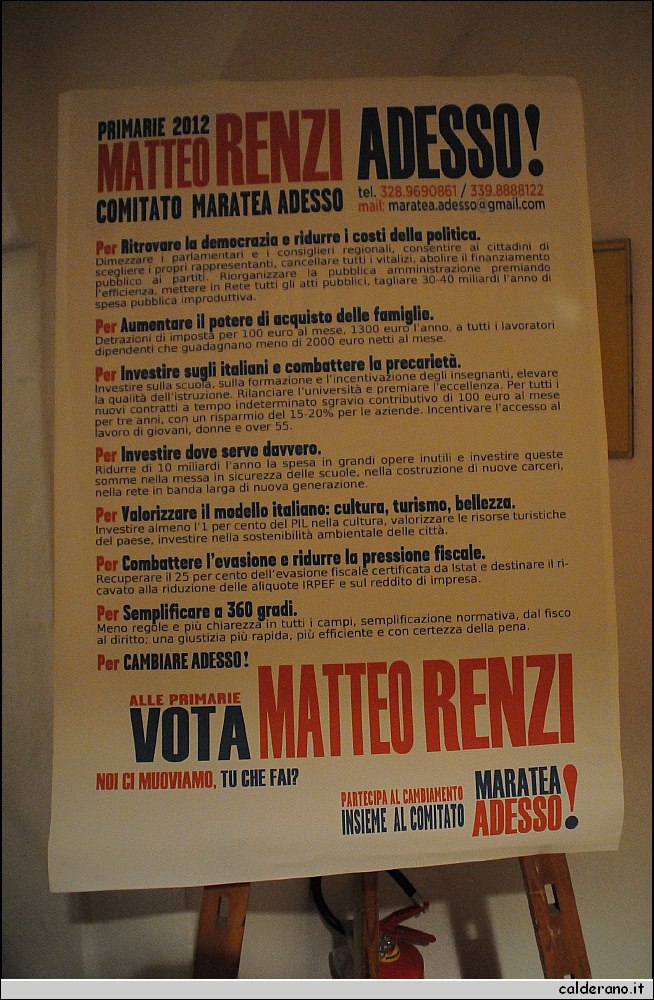 PRIMARIE 2012
MATTEO RENZI ADESSO!
COMITATO MARATEA ADESSO
tel. 328.9690861 / 339.8888122
mail: maratea.adesso@gmail.com
Per Ritrovare la democrazia e ridurre i costi della politica.
Dimezzare i parlamentari e i consiglieri regionali, consentire ai cittadini di
scegliere i propri rappresentanti, cancellare tutti i vitalizi, abolire il finanziamento
pubblico ai partiti. Riorganizzare la pubblica amministrazione premiando
l'efficienza, mettere in Rete tutti gli atti pubblici, tagliare 30-40 miliardi l'anno di
spesa pubblica improduttiva.
Per Aumentare il potere di acquisto delle famiglie.
Detrazioni di imposta per 100 euro al mese, 1300 euro l'anno, a tutti i lavoratori
dipendenti che guadagnano meno di 2000 euro netti al mese.
Per Investire sugli italiani e combattere la precarietà.
Investire sulla scuola, sulla formazione e l'incentivazione degli insegnanti, elevare
la qualità dell'istruzione. Rilanciare l'università e premiare l'eccellenza. Per tutti i
nuovi contratti a tempo indeterminato sgravio contributivo di 100 euro al mese
per tre anni, con un risparmio del 15-20% per le aziende. Incentivare l'accesso al
lavoro di giovani, donne e over 55.
Per Investire dove serve davvero.
Ridurre di 10 miliardi l'anno la spesa in grandi opere inutili e investire queste
somme nella messa in sicurezza delle scuole, nella costruzione di nuove carceri,
nella rete in banda larga di nuova generazione.
Per Valorizzare il modello italiano: cultura, turismo, bellezza.
Investire almeno l'1 per cento del PIL nella cultura, valorizzare le risorse turistiche
del paese, investire nella sostenibilità ambientale delle città.
Per Combattere l'evasione e ridurre la pressione fiscale.
Recuperare il 25 per cento dell'evasione fiscale certificata da Istat e destinare il ri-
cavato alla riduzione delle aliquote IRPEF e sul reddito di impresa.
Per Semplificare a 360 gradi.
Meno regole e più chiarezza in tutti i campi, semplificazione normativa, dal fisco
al diritto; una giustizia più rapida, più efficiente e con certezza della pena.
Per CAMBIARE ADESSO!
ALLE PRIMARIE
VOTA MATTEO RENZI
NOI CI MUOVIAMO, TU CHE FAI?
PARTECIPA AL CAMBIAMENTO
INSIEME AL COMITATO
MARATEA
ADESSO!
calderano.it